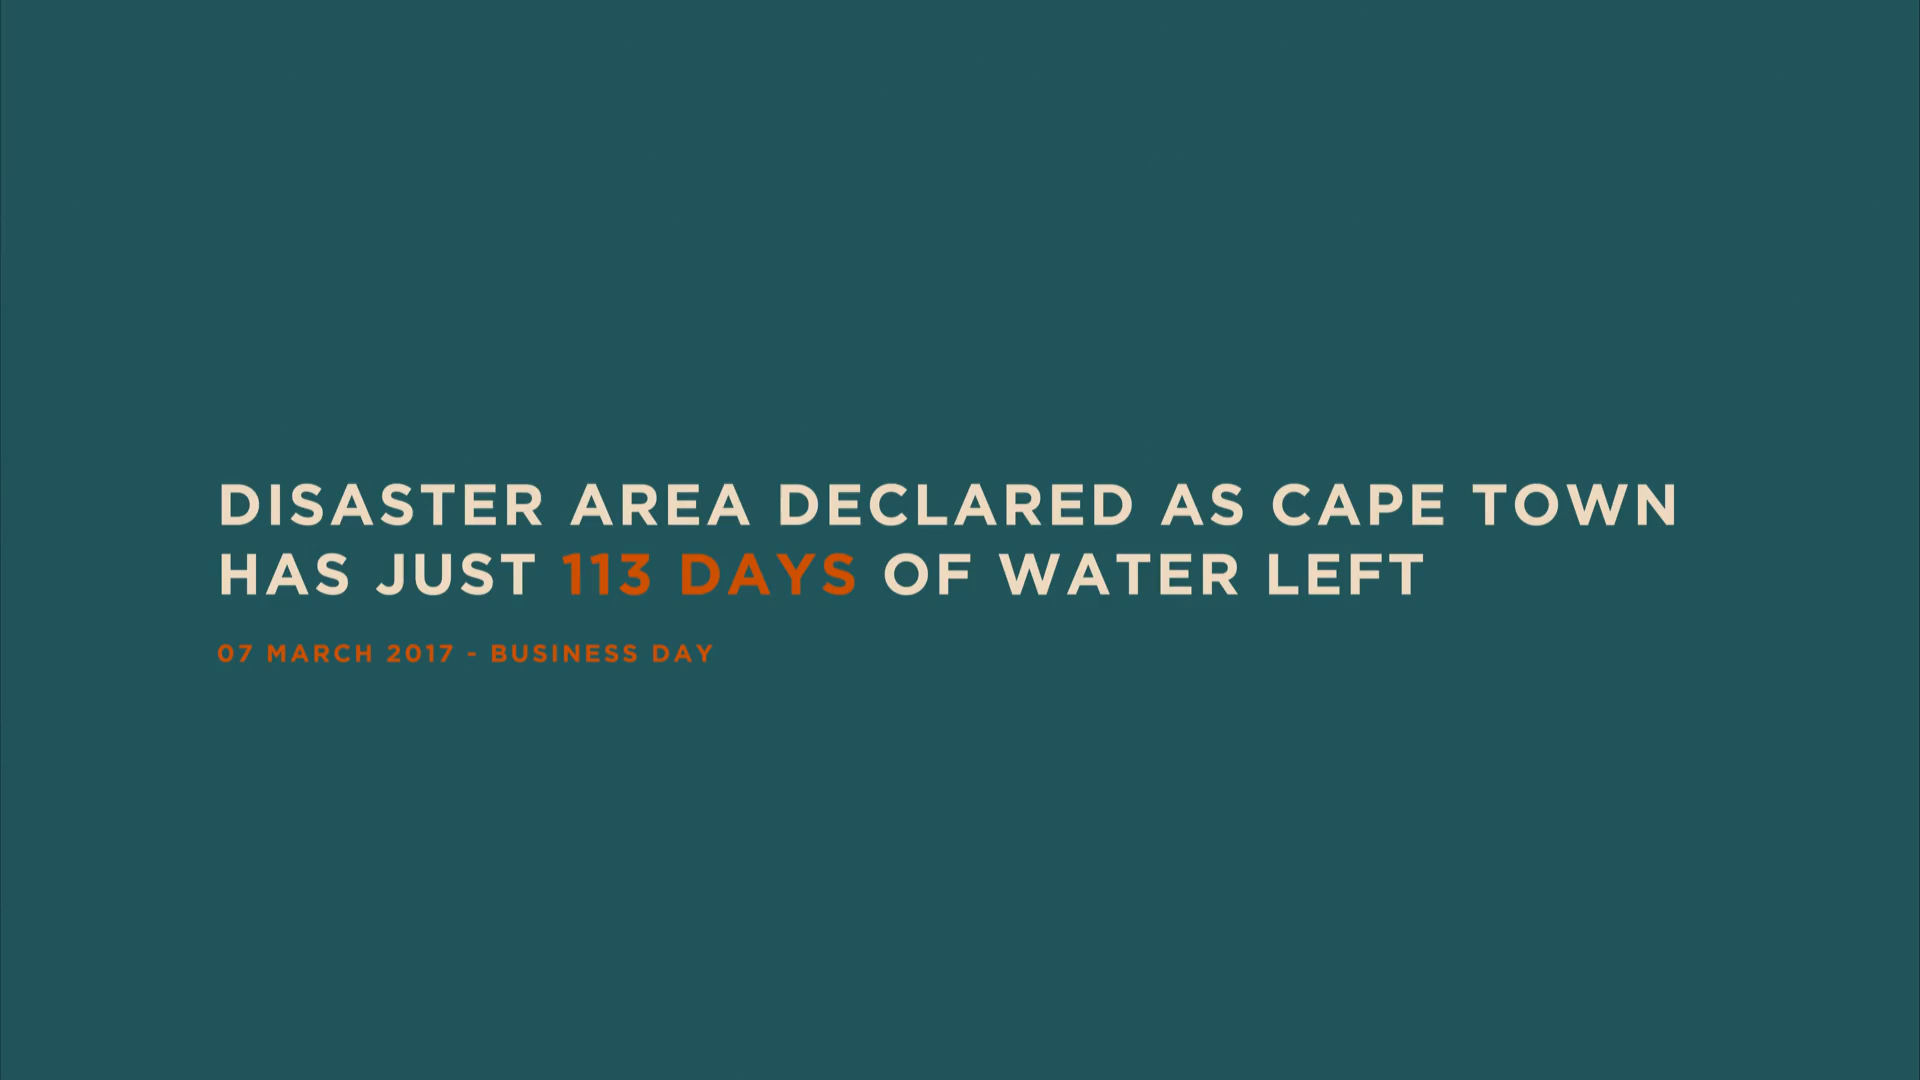 DISASTER AREA DECLARED AS CAPE TOWN
HAS JUST 113 DAYS OF WATER LEFT
07 MARCH 2017 - BUSINESS DAY